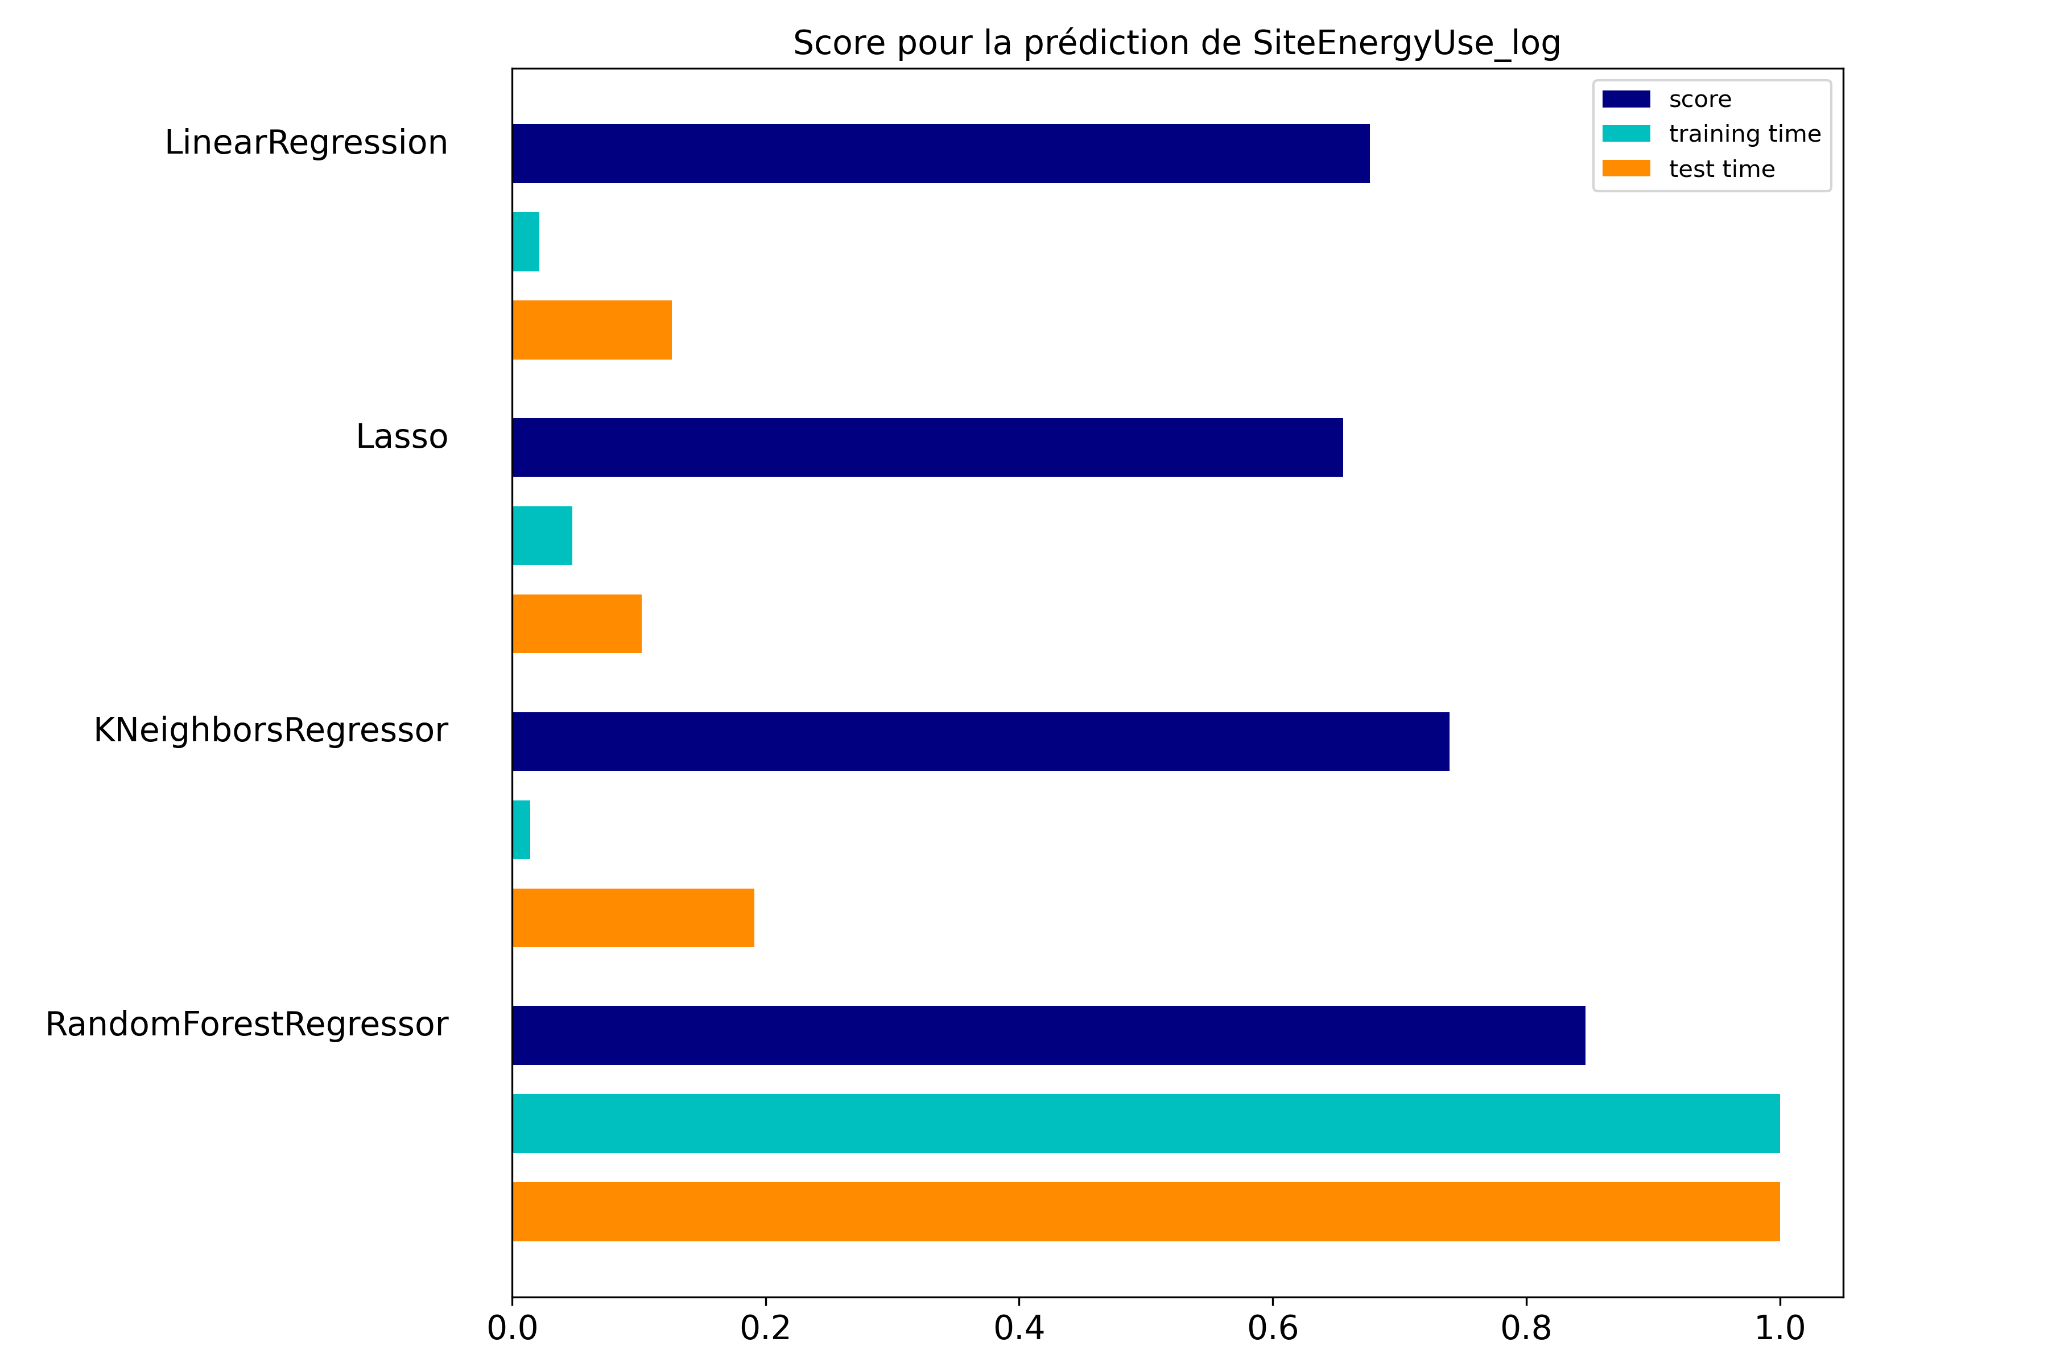 Score pour la prédiction de SiteEnergyUse_log
score
training time
test time
LinearRegression
Lasso
KNeighborsRegressor
RandomForestRegressor
0.0 0.2 0.4 0.6 0.8 1.0